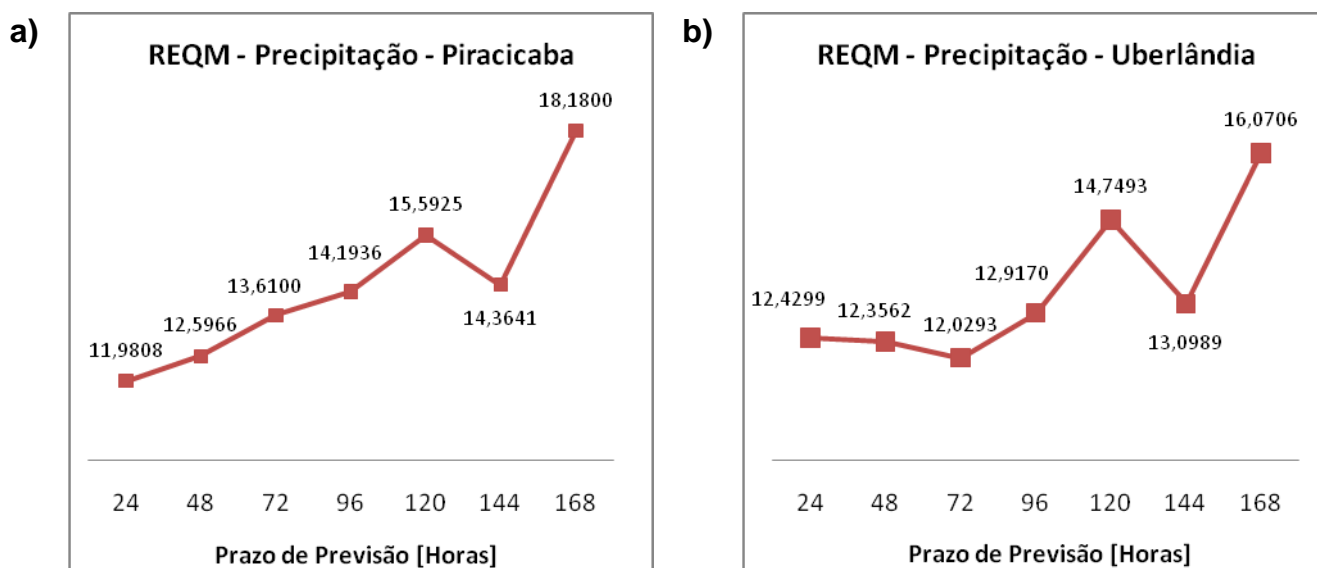 a)
REQM - Precipitação - Piracicaba
18,1800
15,5925
14,1936
13,6100
12,5966
14,3641
11,9808
24 48 72 96 120 144 168
Prazo de Previsão [Horas]
b)
REQM - Precipitação - Uberlândia
16,0706
14,7493
12,9170
12,4299
12,3562
12,0293
13,0989
24 48 72 96 120 144 168
Prazo de Previsão [Horas]